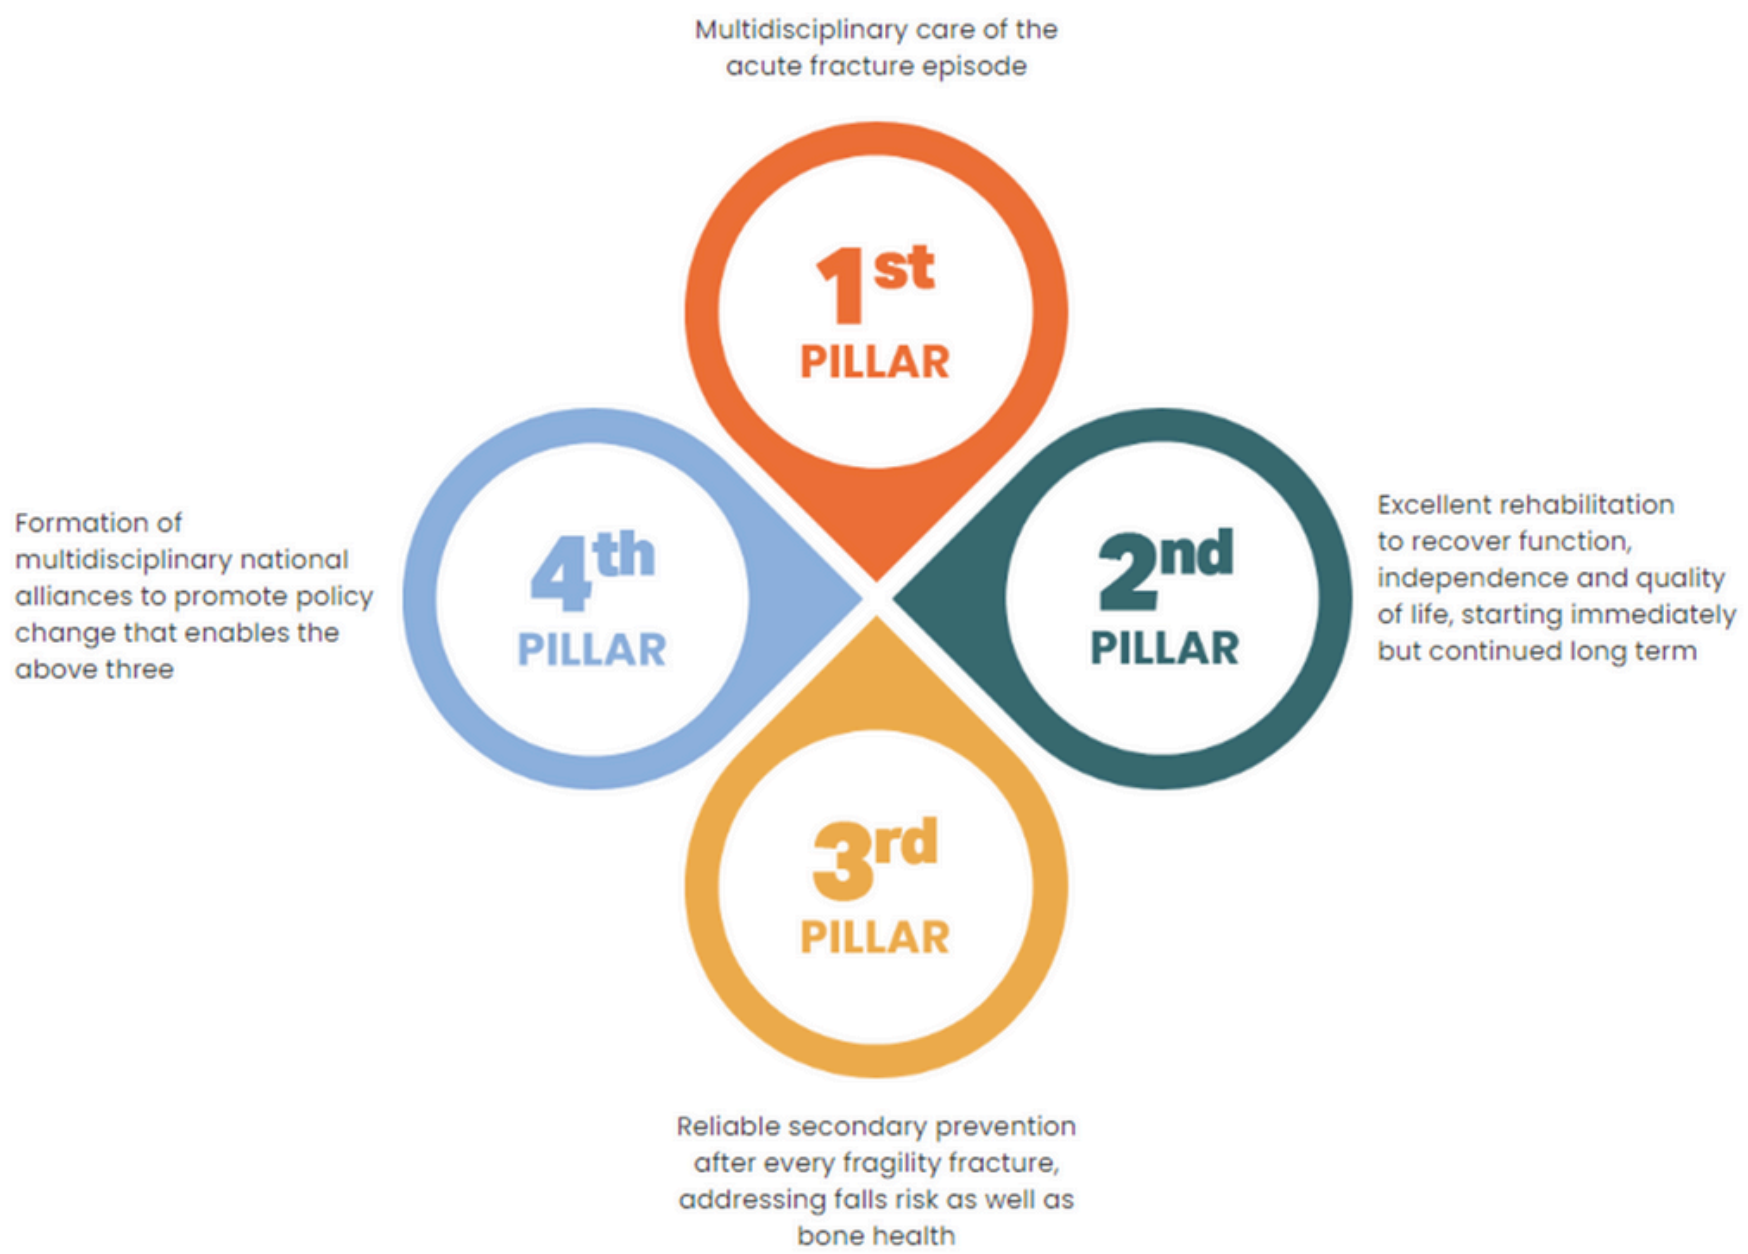 Multidisciplinary care of the
acute fracture episode
1st
PILLAR
Excellent rehabilitation
to recover function,
independence and quality
of life, starting immediately
but continued long term
2nd
PILLAR
3rd
PILLAR
Reliable secondary prevention
after every fragility fracture,
addressing falls risk as well as
bone health
4th
PILLAR
Formation of
multidisciplinary national
alliances to promote policy
change that enables the
above three